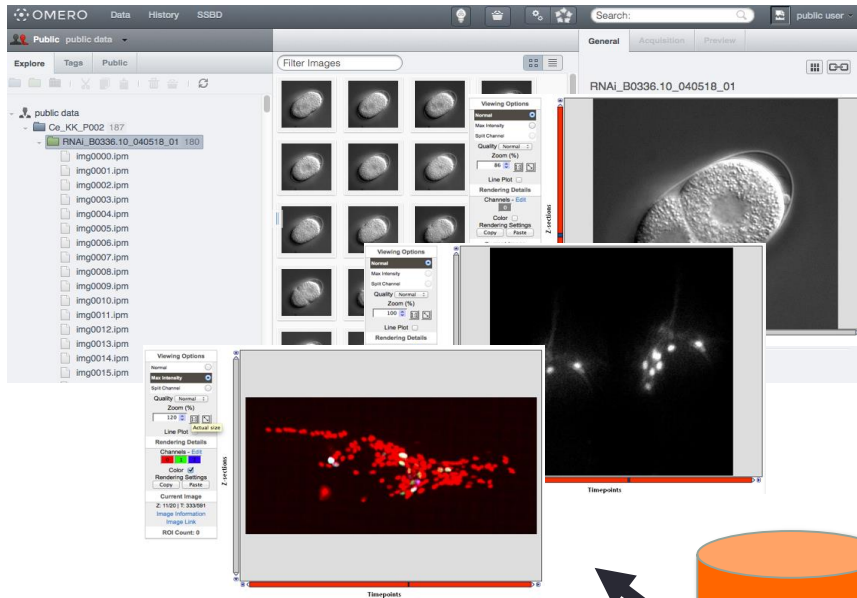 OMERO Data History SSBD Search: public user
Public public data General Acquisition Preview
Explore Tags Public Filter Images
RNAi_B0336.10_040518_01
public data
Ce_KK_P002 187
RNAi_B0336.10_040518_01 180
img0000.ipm
img0001.ipm
img0002.ipm
img0003.ipm
img0004.ipm
img0005.ipm
img0006.ipm
img0007.ipm
img0008.ipm
img0009.ipm
img0010.ipm
img0011.ipm
img0012.ipm
img0013.ipm
img0014.ipm
img0015.ipm
Viewing Options
Normal
Max Intensity
Split Channel
Quality Normal
Zoom (%)
86 1:1
Line Plot
Rendering Details
Channels - Edit
0
Color
Rendering Settings
Copy Paste
Z-sections
Viewing Options
Normal
Max Intensity
Split Channel
Quality Normal
Zoom (%)
100 1:1
Line Plot
Rendering Details
Timepoints
Viewing Options
Normal
Max Intensity
Split Channel
Quality Normal
Zoom (%)
120 1:1
Line Plot Actual size
Rendering Details
Channels - Edit
Color
Rendering Settings
Copy Paste
Current Image
Z: 11/20 | T: 333/591
Image Information
Image Link
ROI Count: 0
Z-sections
Timepoints